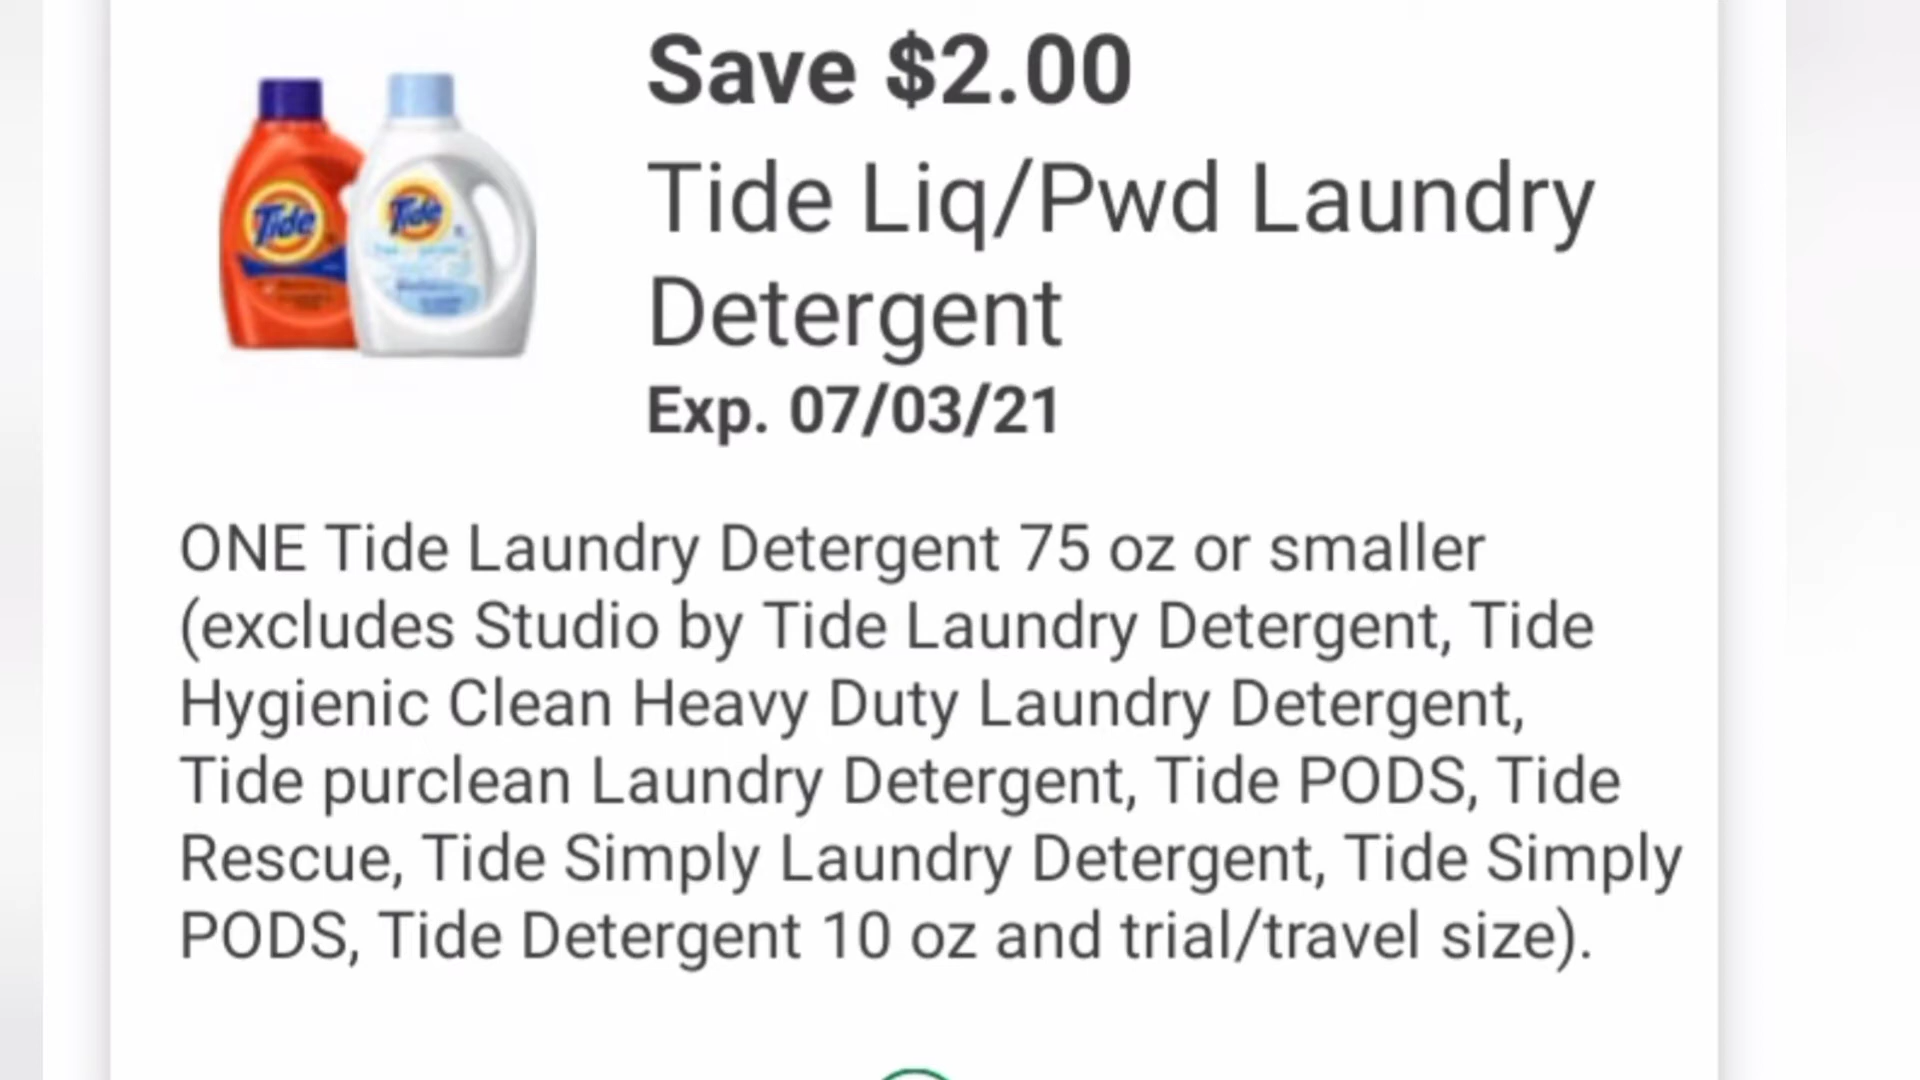 Save $2.00
Tide Liq/Pwd Laundry
Detergent
Exp. 07/03/21
Tide
Tide
ONE Tide Laundry Detergent 75 oz or smaller
(excludes Studio by Tide Laundry Detergent, Tide
Hygienic Clean Heavy Duty Laundry Detergent,
Tide purclean Laundry Detergent, Tide PODS, Tide
Rescue, Tide Simply Laundry Detergent, Tide Simply
PODS, Tide Detergent 10 oz and trial/travel size).